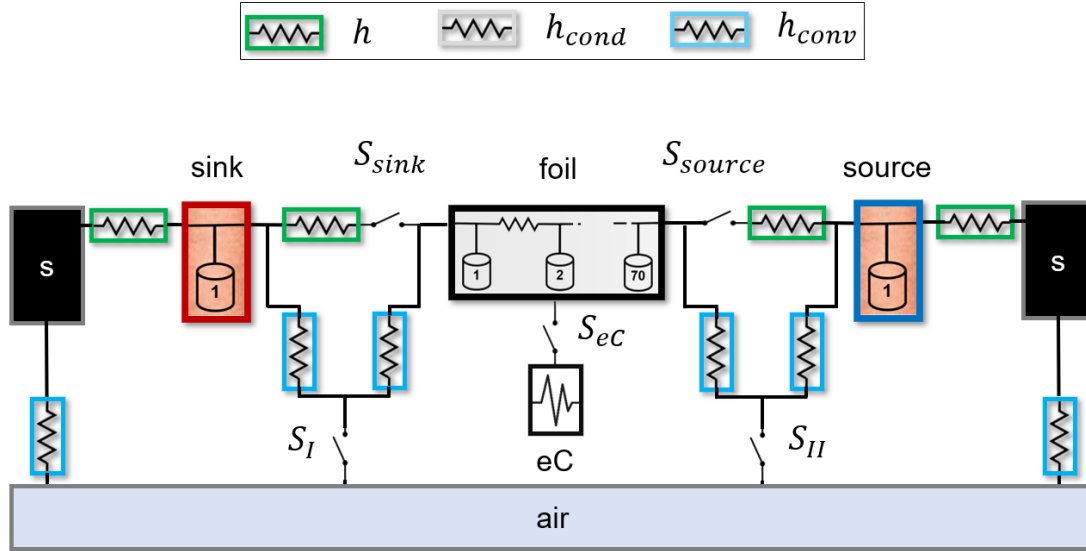 h h_cond h_conv
sink S_sink foil S_source source
s 1 1 2 70 1 s
S_eC
S_I eC S_II
air